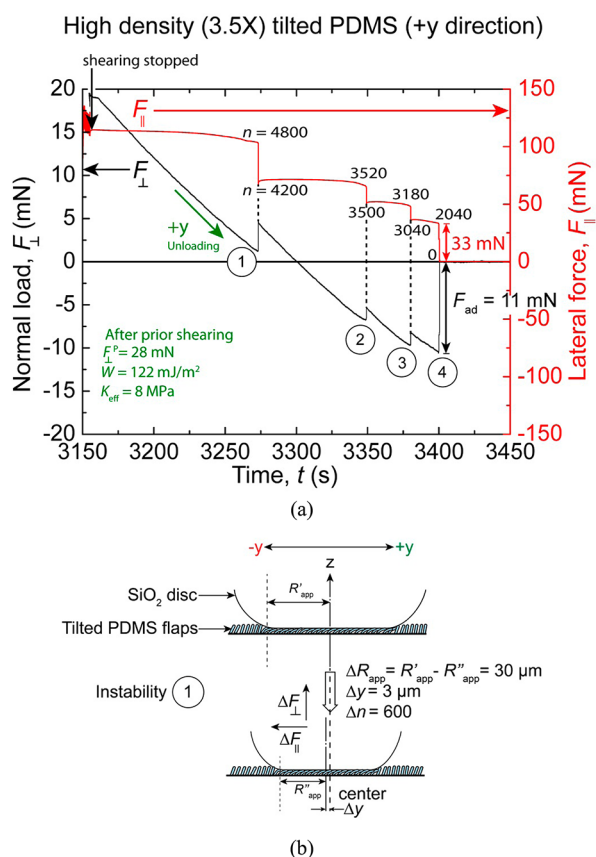 High density (3.5X) tilted PDMS (+y direction)
shearing stopped
20
15
10
5
0
-5
-10
-15
-20
Normal load, F⊥ (mN)
150
100
50
0
-50
-100
-150
Lateral force, F∥ (mN)
F∥
F⊥
n = 4800
n = 4200
3520
3500
3180
3040
2040
0
33 mN
+y
Unloading
1
2
3
4
F_ad = 11 mN
After prior shearing
F⊥^P = 28 mN
W = 122 mJ/m²
K_eff = 8 MPa
3150 3200 3250 3300 3350 3400 3450
Time, t (s)
(a)
-y +y
z
SiO₂ disc
R'app
Tilted PDMS flaps
ΔRapp = R'app - R"app = 30 µm
Δy = 3 µm
Δn = 600
Instability 1
ΔF⊥
ΔF∥
R"app
center
Δy
(b)